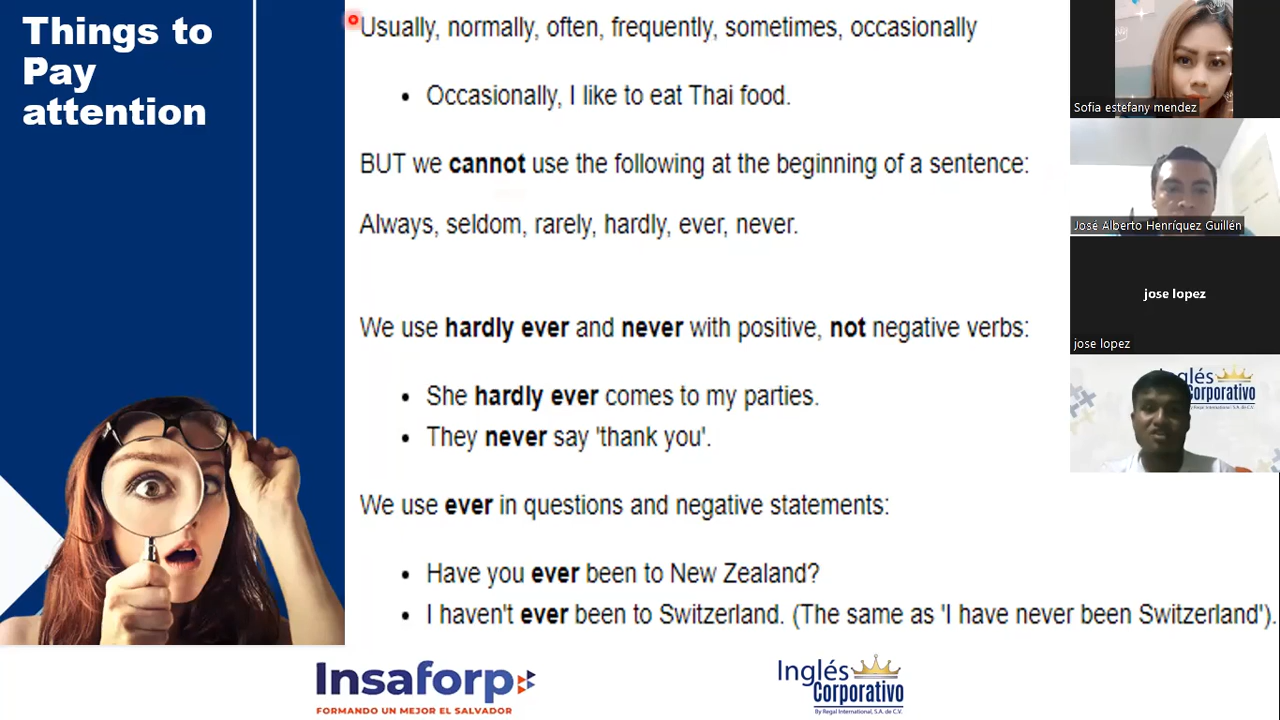 Things to
Pay
attention
Usually, normally, often, frequently, sometimes, occasionally
• Occasionally, I like to eat Thai food.
BUT we cannot use the following at the beginning of a sentence:
Always, seldom, rarely, hardly, ever, never.
We use hardly ever and never with positive, not negative verbs:
• She hardly ever comes to my parties.
• They never say 'thank you'.
We use ever in questions and negative statements:
• Have you ever been to New Zealand?
• I haven't ever been to Switzerland. (The same as 'I have never been Switzerland').
Insaforp
FORMANDO UN MEJOR EL SALVADOR
Inglés
Corporativo
By Regal International, S.A. de C.V.
Sofia estefany mendez
José Alberto Henríquez Guillén
jose lopez
jose lopez
Inglés
Corporativo
By Regal International, S.A. de C.V.